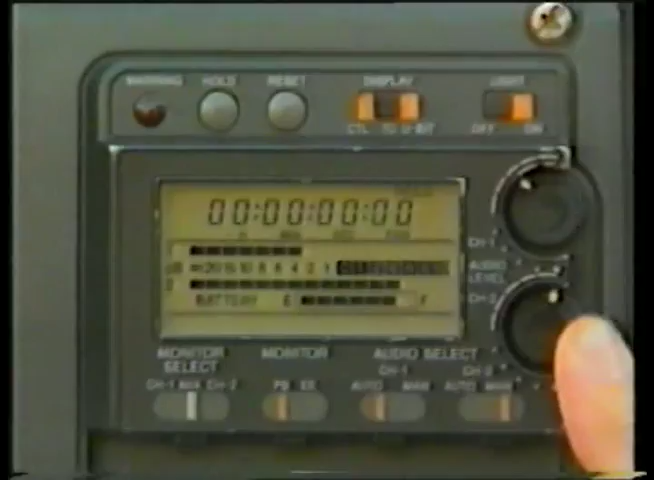 WARNING HOLD RESET DISPLAY LIGHT
CTL TC U-BIT OFF ON
00:00:00:00
CH-1
dB
AUDIO
LEVEL
BATTERY E F
CH-2
MONITOR
SELECT
MONITOR
AUDIO SELECT
CH-1 CH-2
CH-1 MIX CH-2
PB EE
AUTO MAN
AUTO MAN